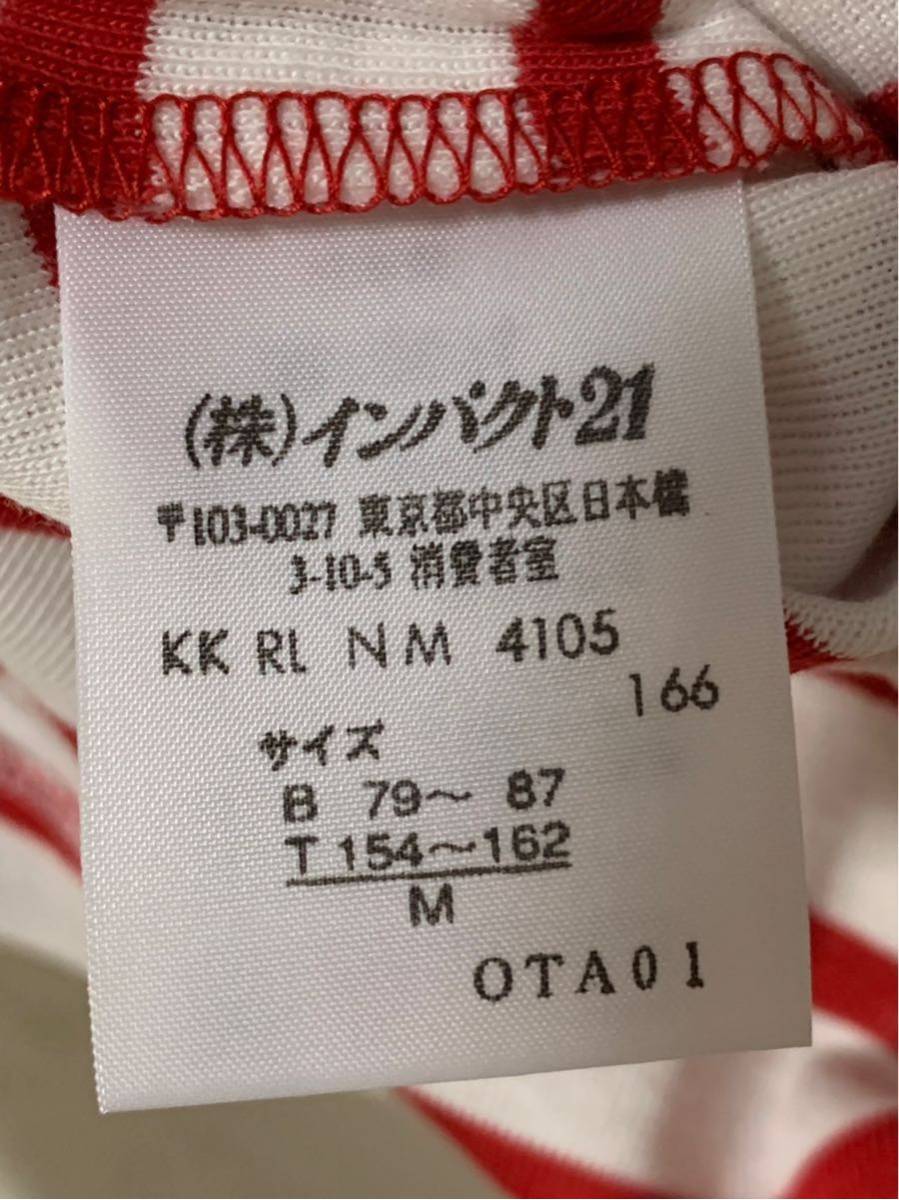 (株)インパクト21
〒103-0027 東京都中央区日本橋
3-10-5 消費者室
KK RL NM 4105
166
サイズ
B 79〜 87
T 154〜162
M
OTA01